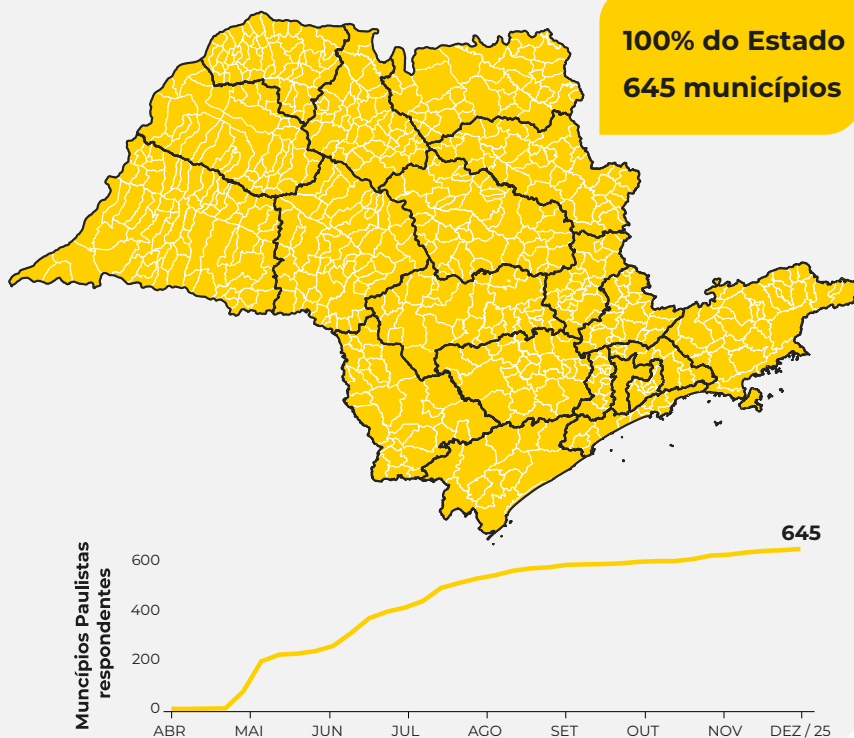 100% do Estado
645 municípios
645
Muncípios Paulistas
respondentes
600
400
200
0
ABR MAI JUN JUL AGO SET OUT NOV DEZ / 25